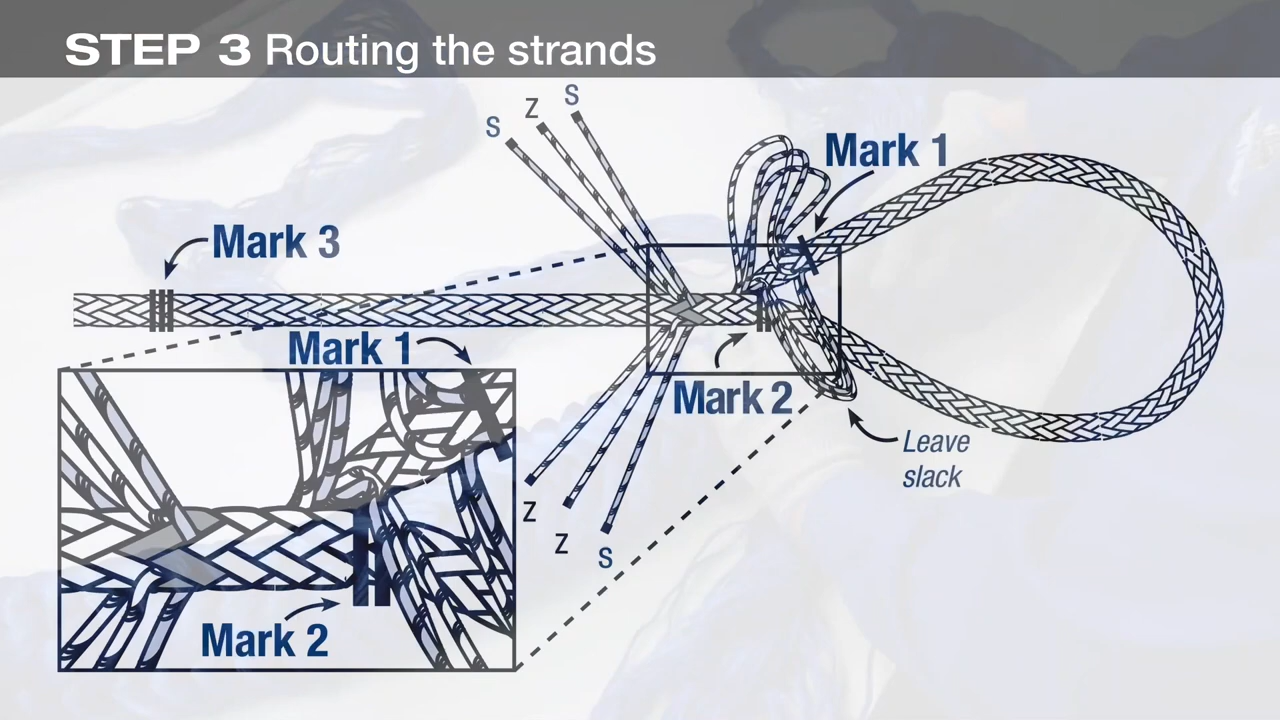 STEP 3 Routing the strands
S
Z
S
Mark 1
Mark 3
Mark 1
Mark 2
Leave
slack
Z
Z
S
Mark 2